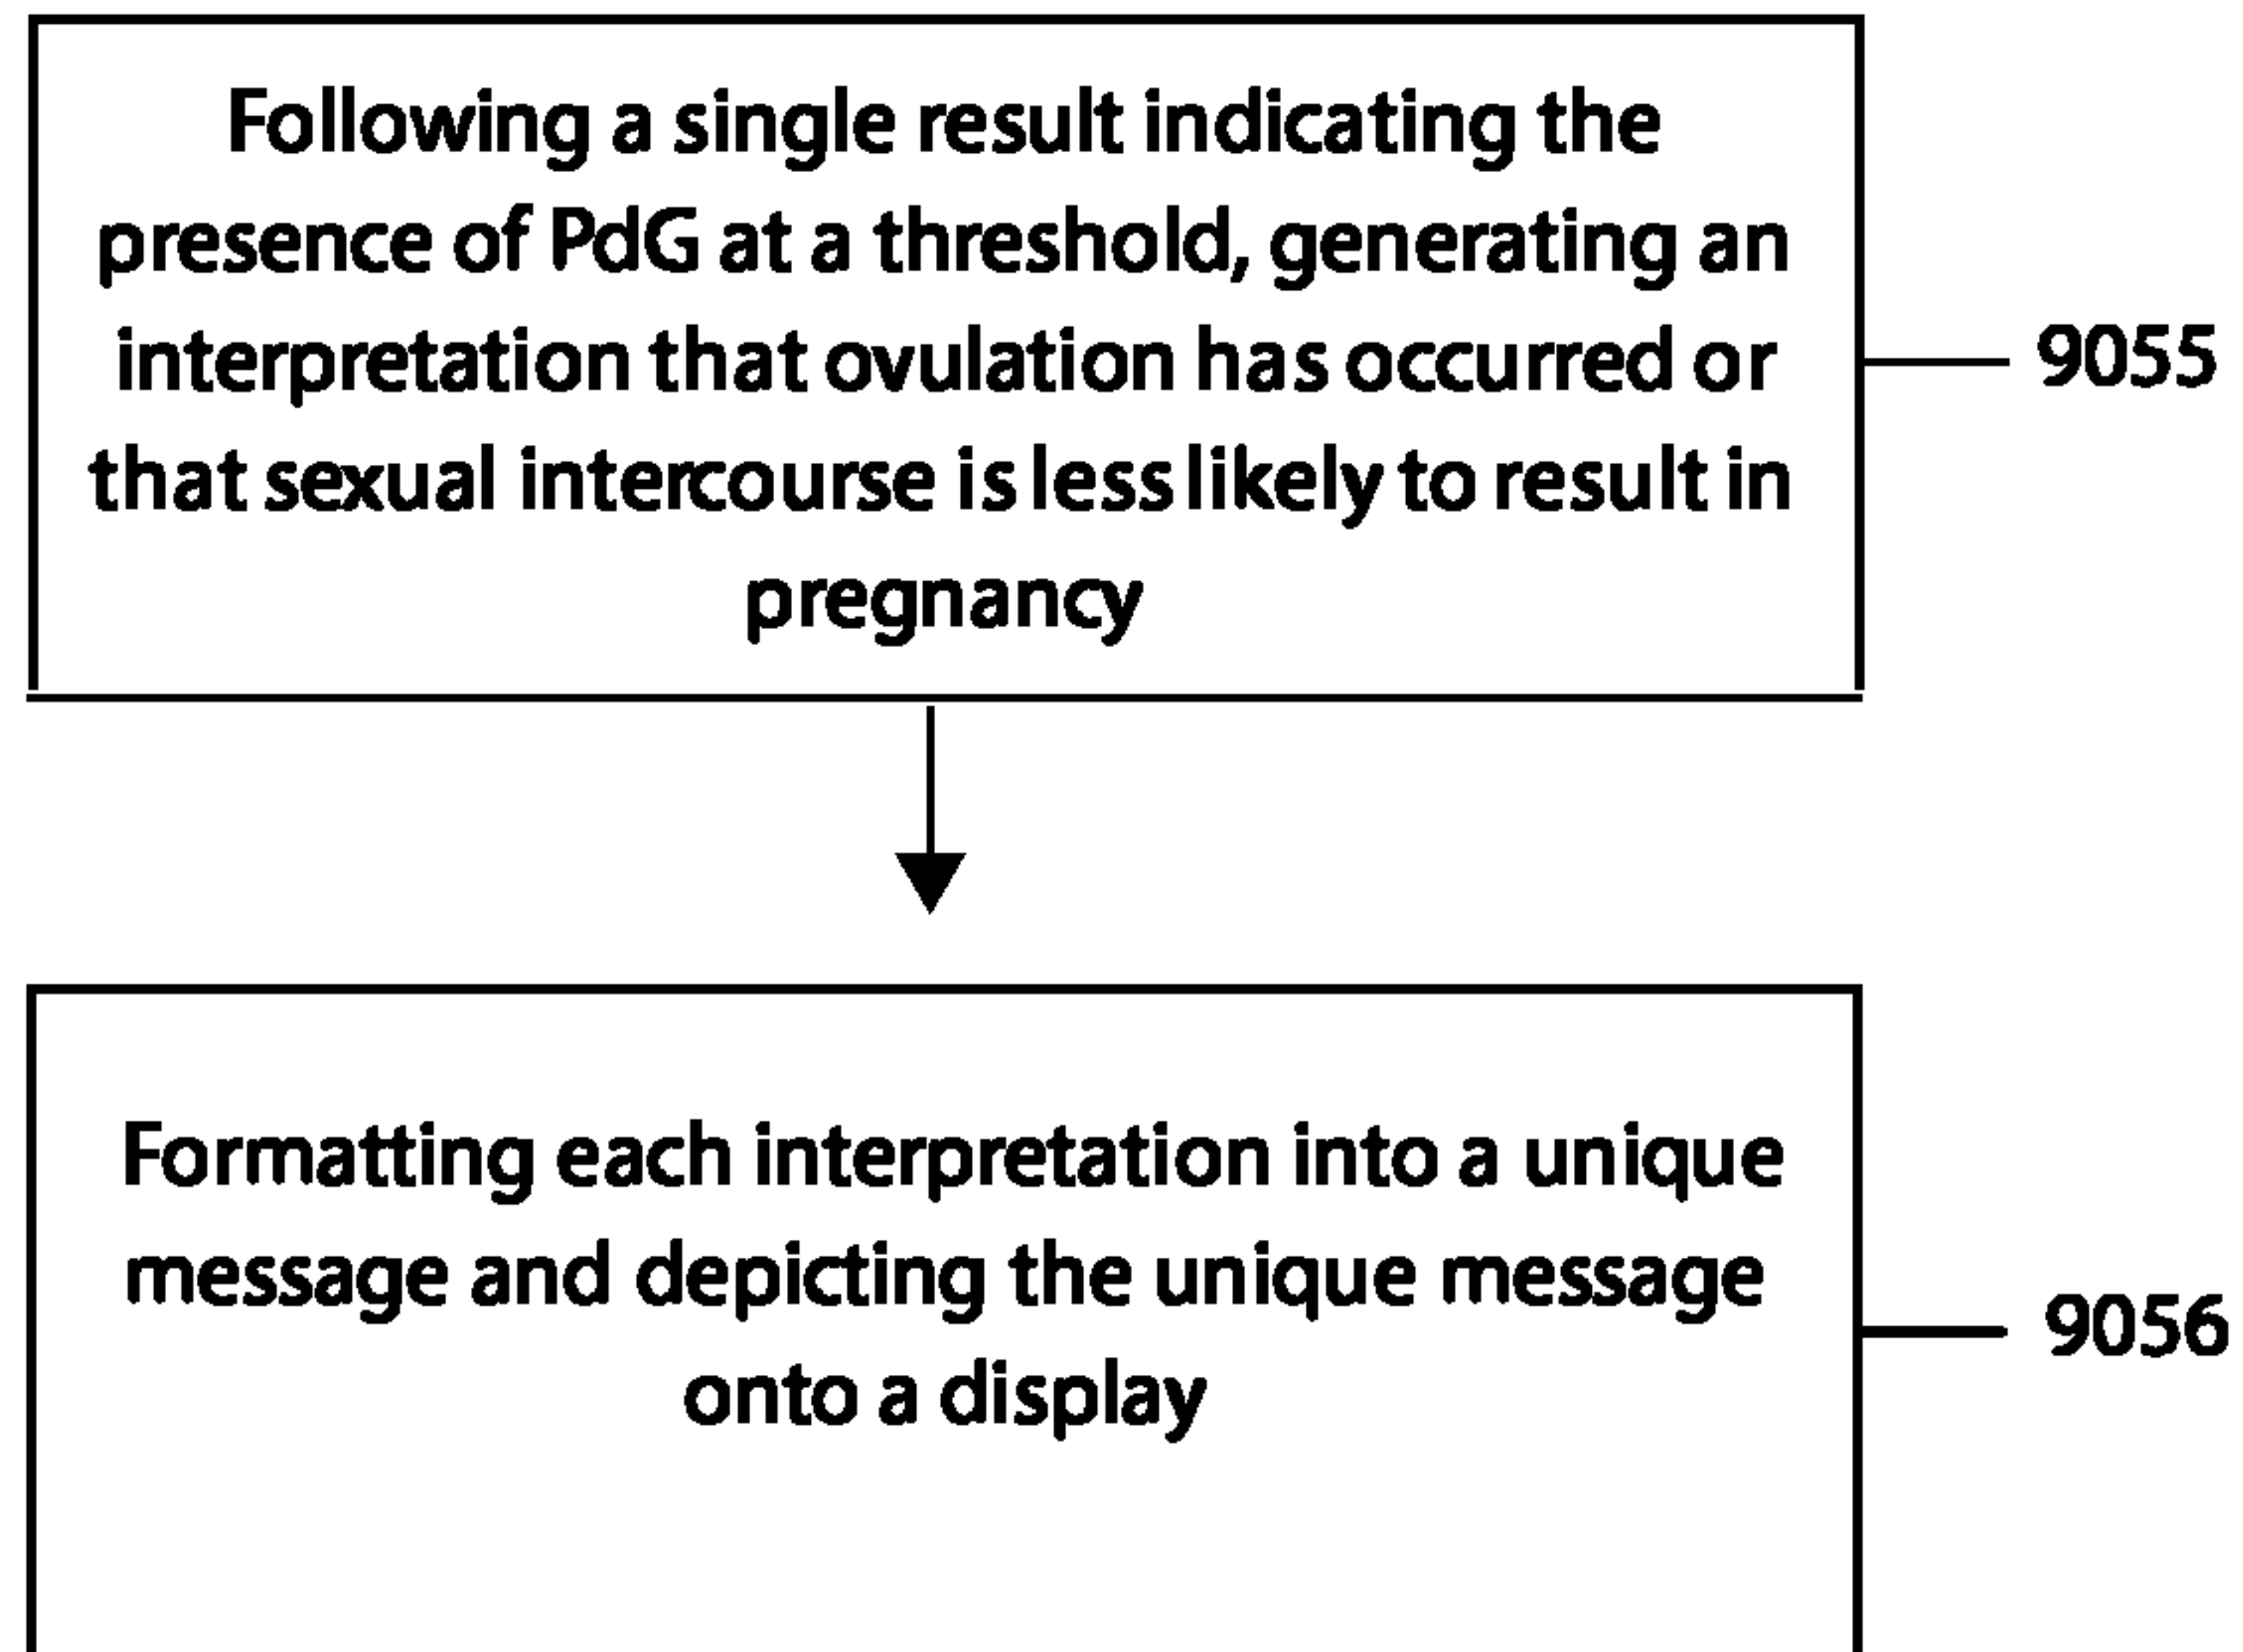 Following a single result indicating the
presence of PdG at a threshold, generating an
interpretation that ovulation has occurred or
that sexual intercourse is less likely to result in
pregnancy
9055
Formatting each interpretation into a unique
message and depicting the unique message
onto a display
9056